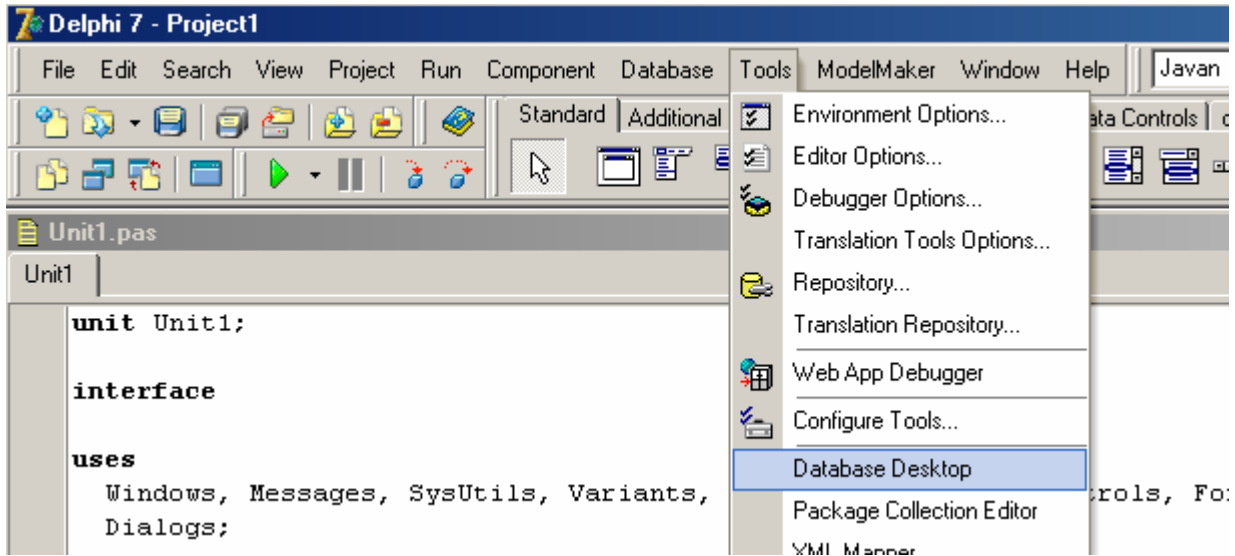 Delphi 7 - Project1
File Edit Search View Project Run Component Database Tools ModelMaker Window Help Javan
Standard Additional ata Controls
Environment Options...
Editor Options...
Debugger Options...
Unit1.pas
Translation Tools Options...
Unit1
Repository...
unit Unit1;
Translation Repository...
Web App Debugger
interface
Configure Tools...
uses
Database Desktop
Windows, Messages, SysUtils, Variants, trols,
Package Collection Editor
Dialogs;
XML Mapper